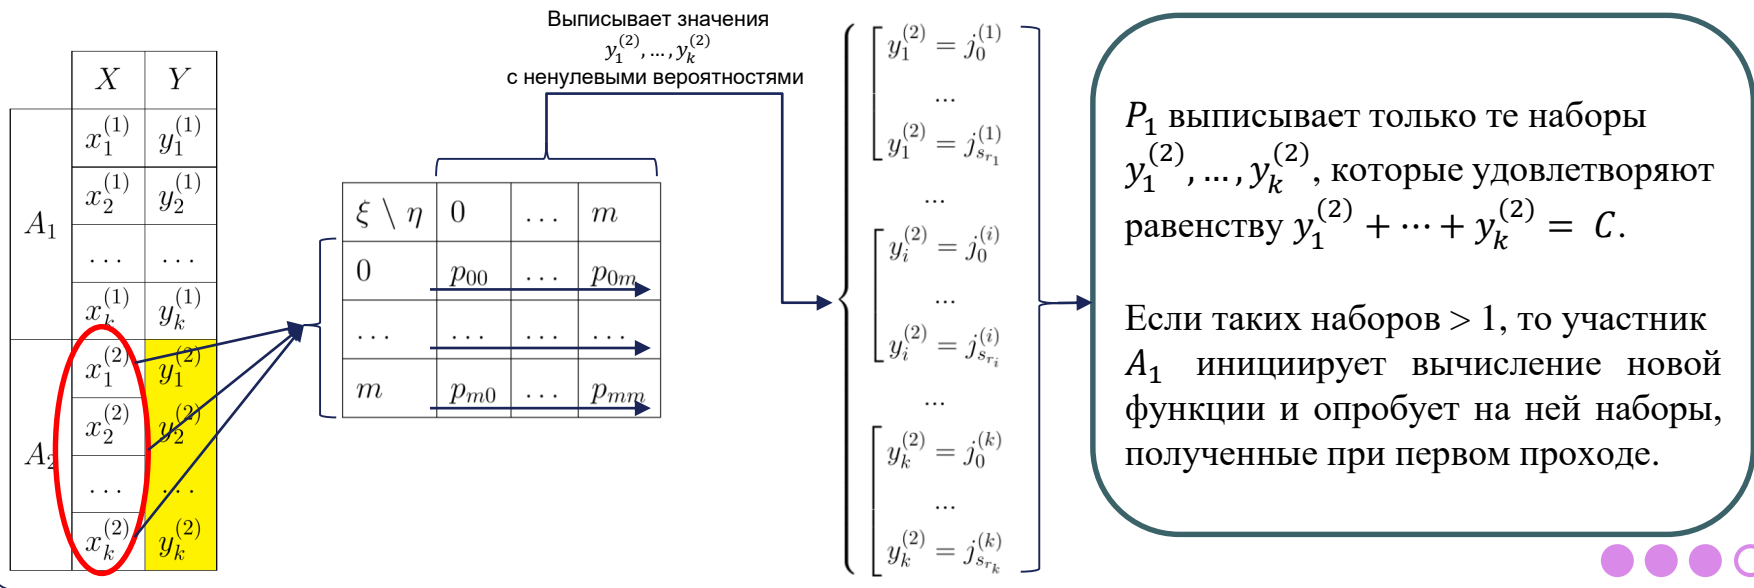 X Y
A₁ x₁⁽¹⁾ y₁⁽¹⁾
x₂⁽¹⁾ y₂⁽¹⁾
... ...
xₖ⁽¹⁾ yₖ⁽¹⁾
A₂ x₁⁽²⁾ y₁⁽²⁾
x₂⁽²⁾ y₂⁽²⁾
... ...
xₖ⁽²⁾ yₖ⁽²⁾
Выписывает значения
y₁⁽²⁾, ..., yₖ⁽²⁾
с ненулевыми вероятностями
ξ \ η 0 ... m
0 p₀₀ ... p₀ₘ
... ... ... ...
m pₘ₀ ... pₘₘ
y₁⁽²⁾ = j₀⁽¹⁾
...
y₁⁽²⁾ = j_{s_{r₁}}⁽¹⁾
...
yᵢ⁽²⁾ = j₀⁽ⁱ⁾
...
yᵢ⁽²⁾ = j_{s_{rᵢ}}⁽ⁱ⁾
...
yₖ⁽²⁾ = j₀⁽ᵏ⁾
...
yₖ⁽²⁾ = j_{s_{rₖ}}⁽ᵏ⁾
P₁ выписывает только те наборы
y₁⁽²⁾, ..., yₖ⁽²⁾, которые удовлетворяют
равенству y₁⁽²⁾ + ⋯ + yₖ⁽²⁾ = C.
Если таких наборов > 1, то участник
A₁ инициирует вычисление новой
функции и опробует на ней наборы,
полученные при первом проходе.